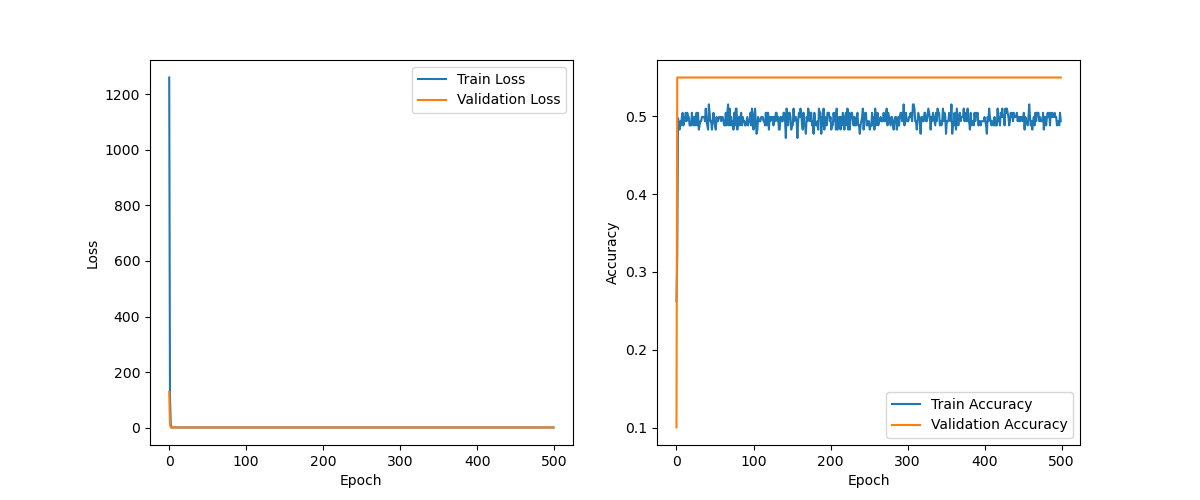 1200
1000
800
600
400
200
0
Loss
0 100 200 300 400 500
Epoch
Train Loss
Validation Loss
0.5
0.4
0.3
0.2
0.1
Accuracy
0 100 200 300 400 500
Epoch
Train Accuracy
Validation Accuracy